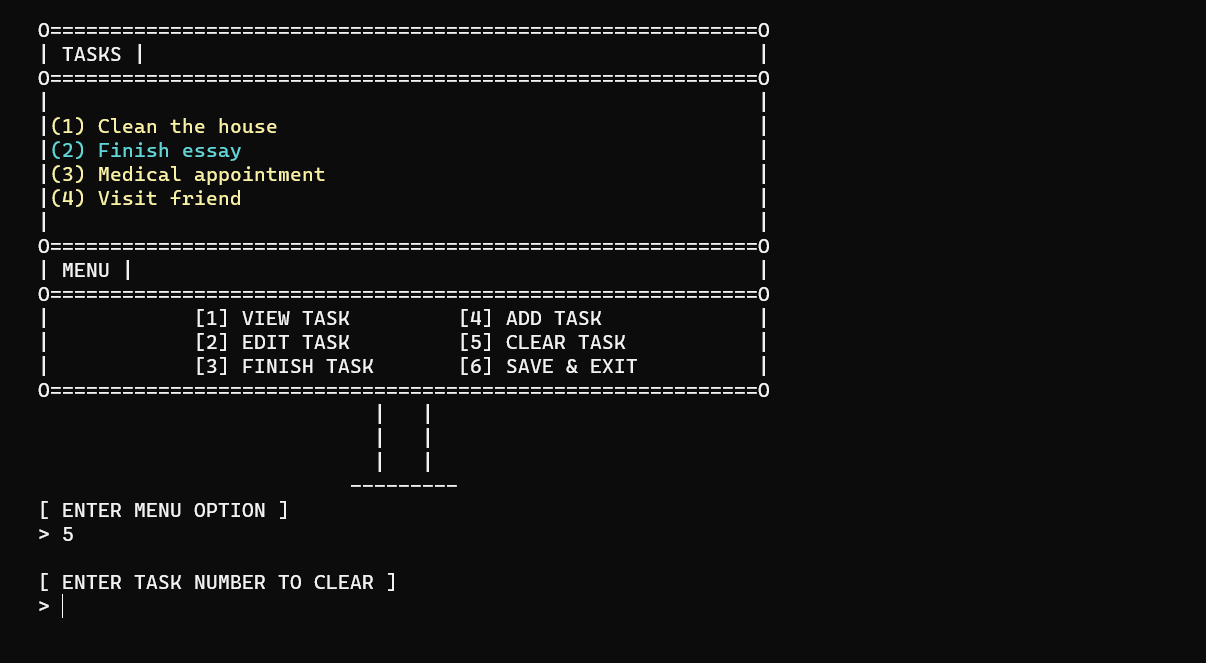 O===========================================================O
| TASKS |                                                   |
O===========================================================O
|                                                           |
|(1) Clean the house                                        |
|(2) Finish essay                                           |
|(3) Medical appointment                                    |
|(4) Visit friend                                           |
|                                                           |
O===========================================================O
| MENU |                                                    |
O===========================================================O
|            [1] VIEW TASK         [4] ADD TASK             |
|            [2] EDIT TASK         [5] CLEAR TASK           |
|            [3] FINISH TASK       [6] SAVE & EXIT          |
O===========================================================O
                            |   |
                            |   |
                            |   |
                          ---------
[ ENTER MENU OPTION ]
> 5

[ ENTER TASK NUMBER TO CLEAR ]
>